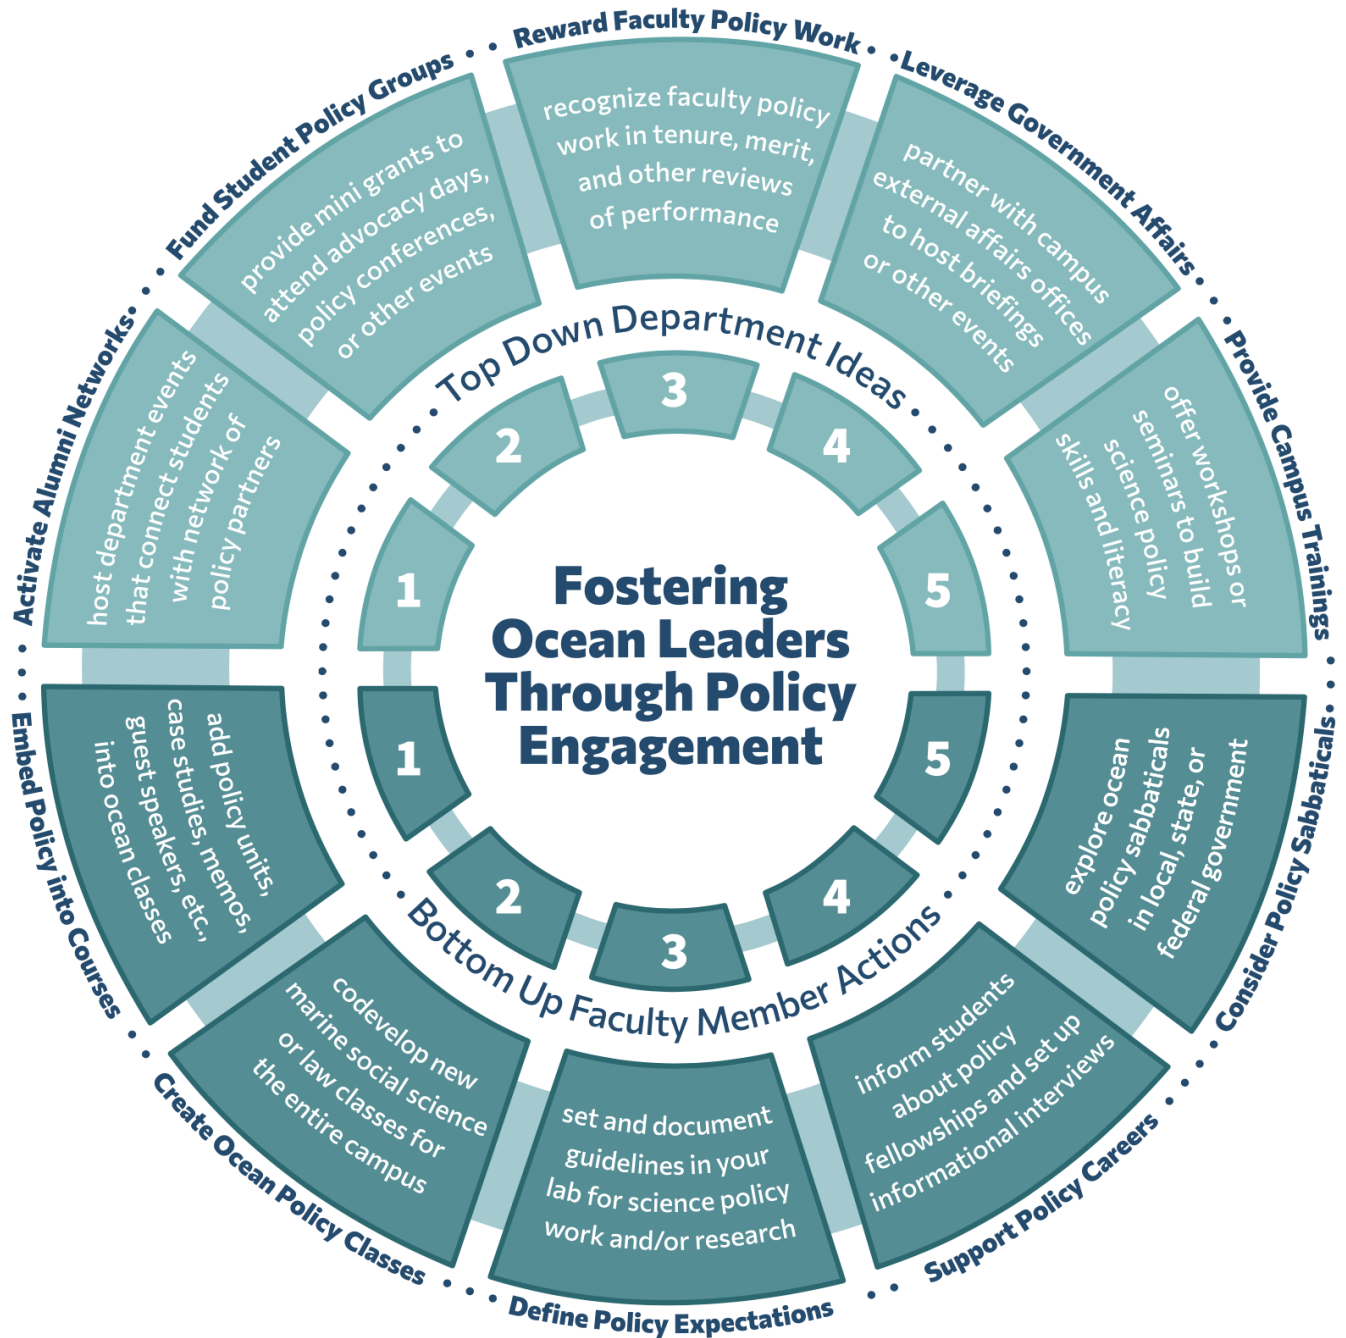 Fostering
Ocean Leaders
Through Policy
Engagement
Top Down Department Ideas
1
Activate Alumni Networks
host department events
that connect students
with network of
policy partners
2
Fund Student Policy Groups
provide mini grants to
attend advocacy days,
policy conferences,
or other events
3
Reward Faculty Policy Work
recognize faculty policy
work in tenure, merit,
and other reviews
of performance
4
Leverage Government Affairs
partner with campus
external affairs offices
to host briefings
or other events
5
Provide Campus Trainings
offer workshops or
seminars to build
science policy
skills and literacy
Bottom Up Faculty Member Actions
1
Embed Policy into Courses
add policy units,
case studies, memos,
guest speakers, etc.,
into ocean classes
2
Create Ocean Policy Classes
codevelop new
marine social science
or law classes for
the entire campus
3
Define Policy Expectations
set and document
guidelines in your
lab for science policy
work and/or research
4
Support Policy Careers
inform students
about policy
fellowships and set up
informational interviews
5
Consider Policy Sabbaticals
explore ocean
policy sabbaticals
in local, state, or
federal government